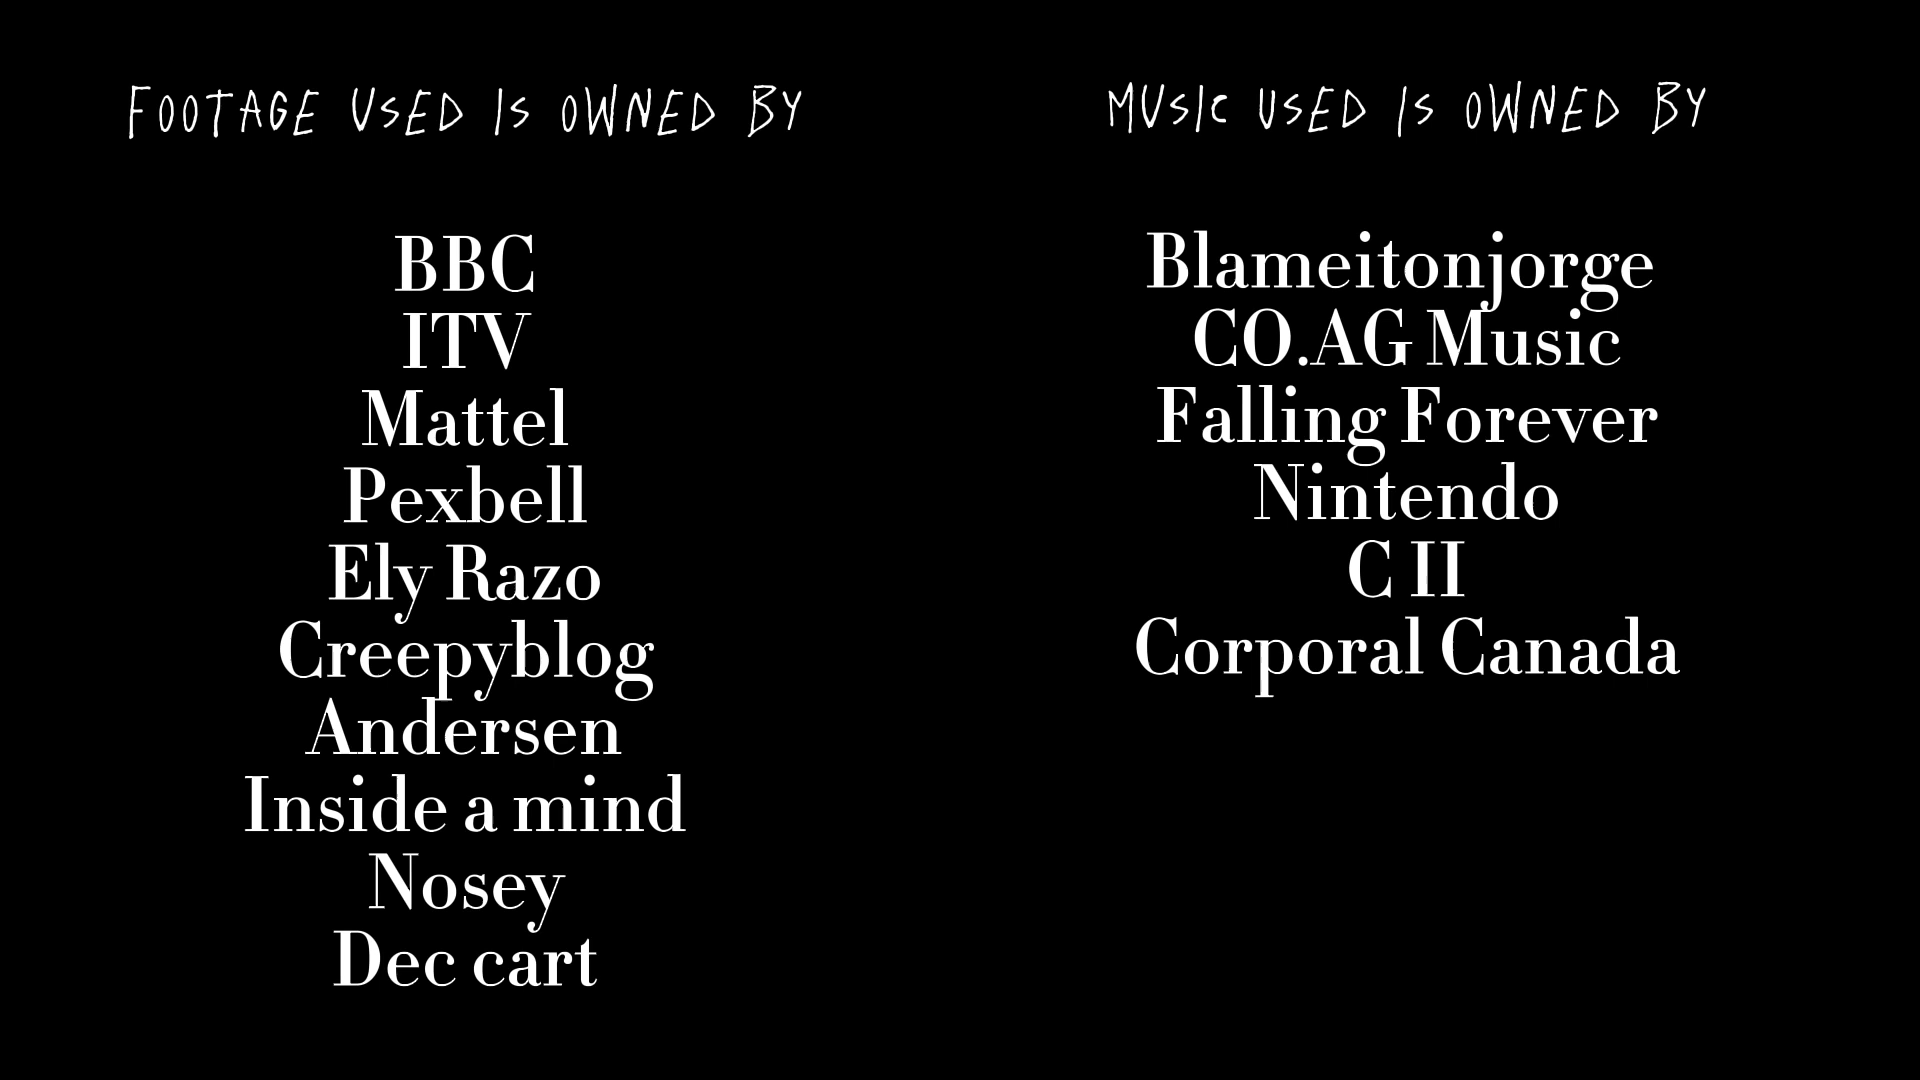 FOOTAGE USED IS OWNED BY
BBC
ITV
Mattel
Pexbell
Ely Razo
Creepyblog
Andersen
Inside a mind
Nosey
Dec cart
MUSIC USED IS OWNED BY
Blameitonjorge
CO.AG Music
Falling Forever
Nintendo
C II
Corporal Canada